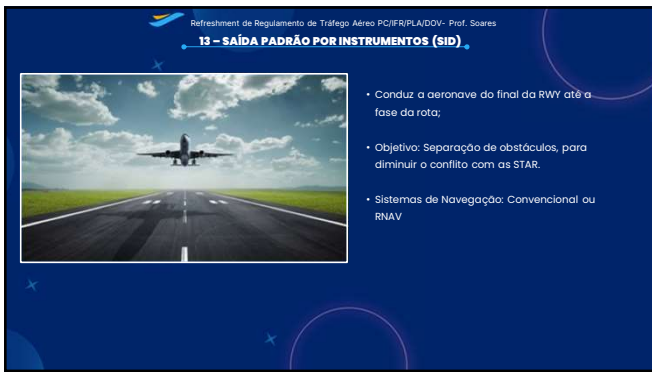 Refreshment de Regulamento de Tráfego Aéreo PC/IFR/PLA/DOV- Prof. Soares
13 – SAÍDA PADRÃO POR INSTRUMENTOS (SID)
• Conduz a aeronave do final da RWY até a
fase da rota;
• Objetivo: Separação de obstáculos, para
diminuir o conflito com as STAR.
• Sistemas de Navegação: Convencional ou
RNAV